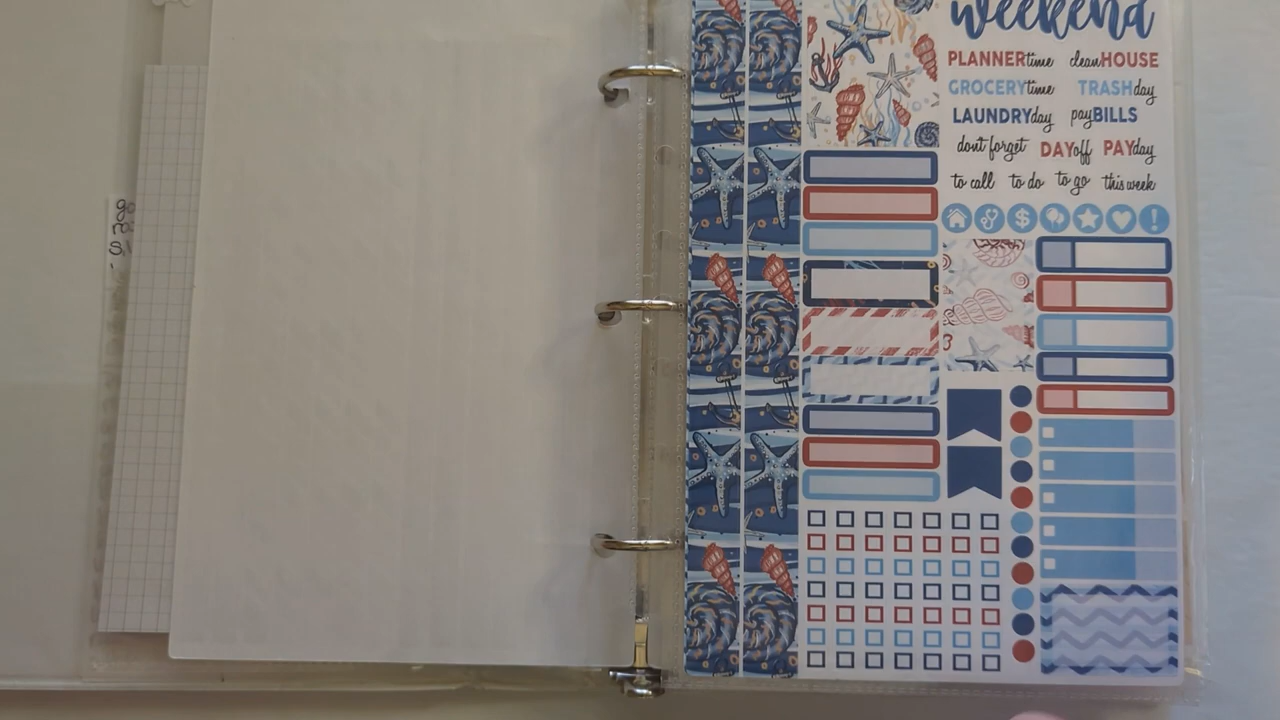 weekend
PLANNERtime cleanHOUSE
GROCERYtime TRASHday
LAUNDRYday payBILLS
dont forget DAYoff PAYday
to call to do to go this week